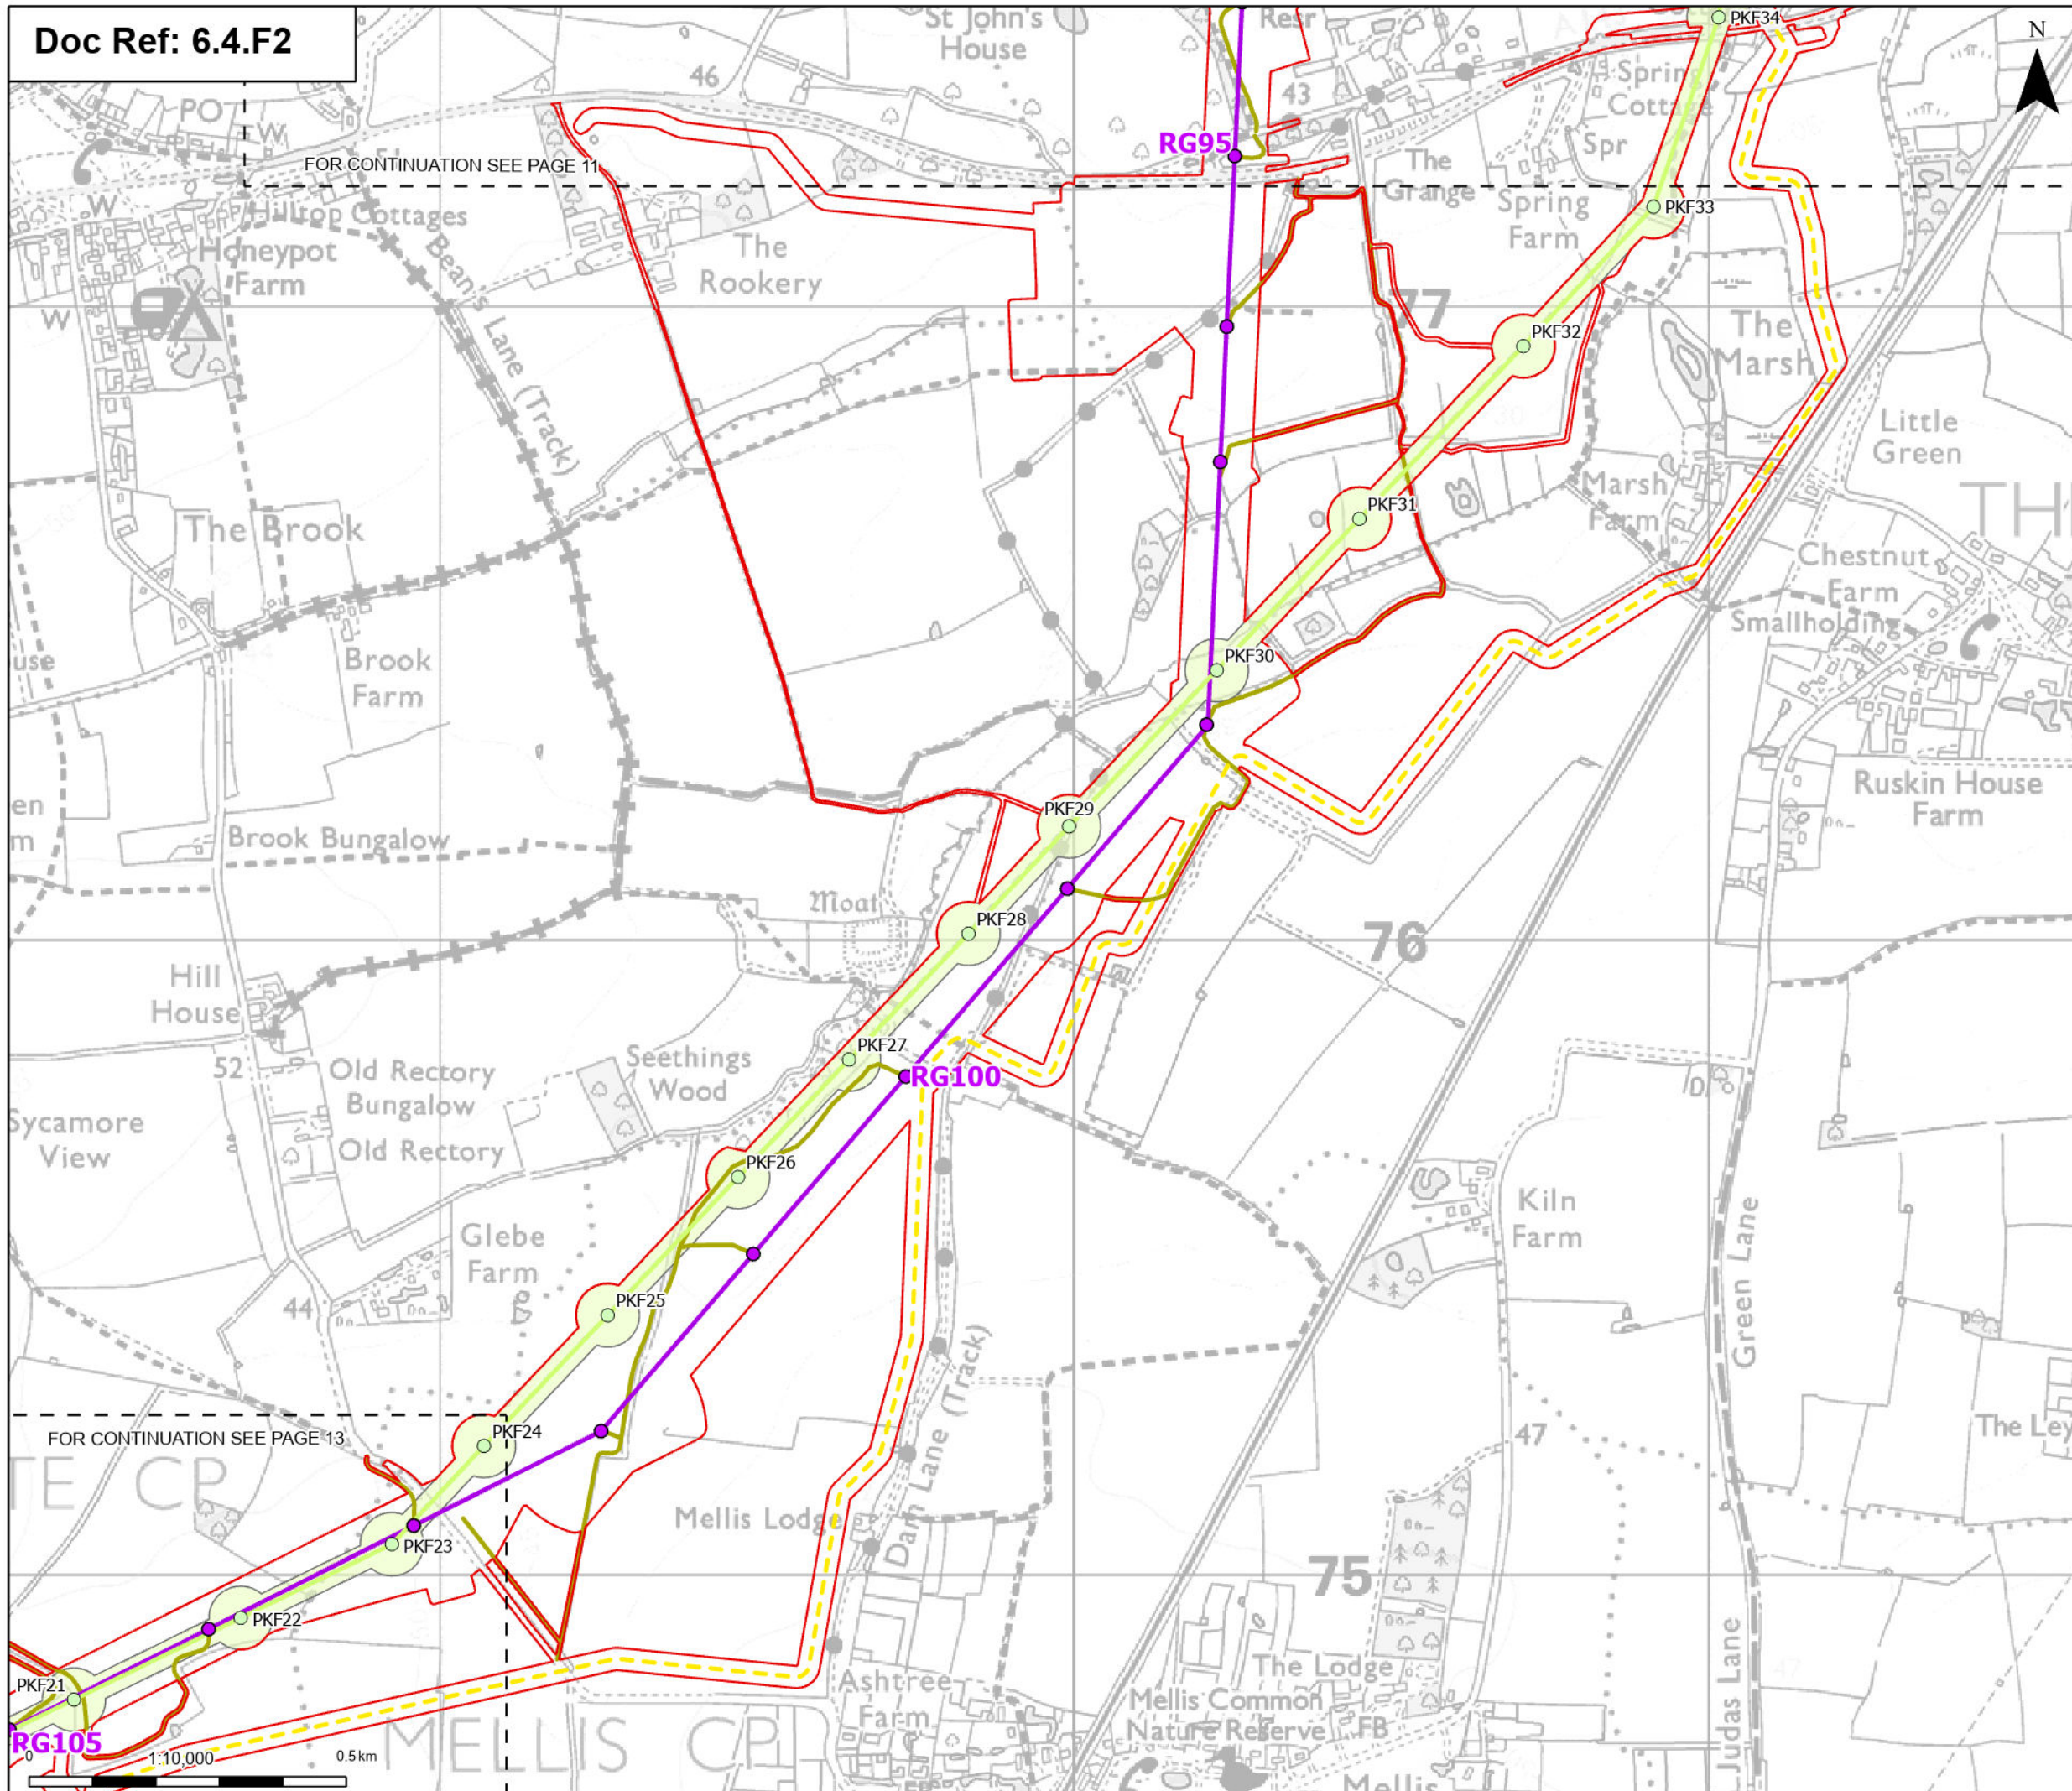 Doc Ref: 6.4.F2
St John's
House
Resr
PKF34
N
46
43
Spring
Cottage
PO
W
RG95
Spr
FOR CONTINUATION SEE PAGE 11
The
Grange
W
Hilltop Cottages
Spring
Farm
PKF33
Honeypot
Farm
Bean's Lane (Track)
The
Rookery
W
77
PKF32
The
Marsh
Little
Green
PKF31
Marsh
Farm
TH
The Brook
Chestnut
Farm
Smallholding
use
Brook
Farm
PKF30
Ruskin House
Farm
en
m
PKF29
Brook Bungalow
Moat
PKF28
76
Hill
House
PKF27
52
Old Rectory
Bungalow
Seethings
Wood
RG100
D
Sycamore
View
Old Rectory
PKF26
Kiln
Farm
Glebe
Farm
Green Lane
44
PKF25
Dam Lane (Track)
PKF24
47
The Ley
FOR CONTINUATION SEE PAGE 13
TE CP
Mellis Lodge
PKF23
75
PKF22
Judas Lane
The Lodge
PKF21
Ashtree
Farm
Mellis Common
Nature Reserve
FB
RG105
MELLIS CP
0
1:10,000
0.5 km
Mellis